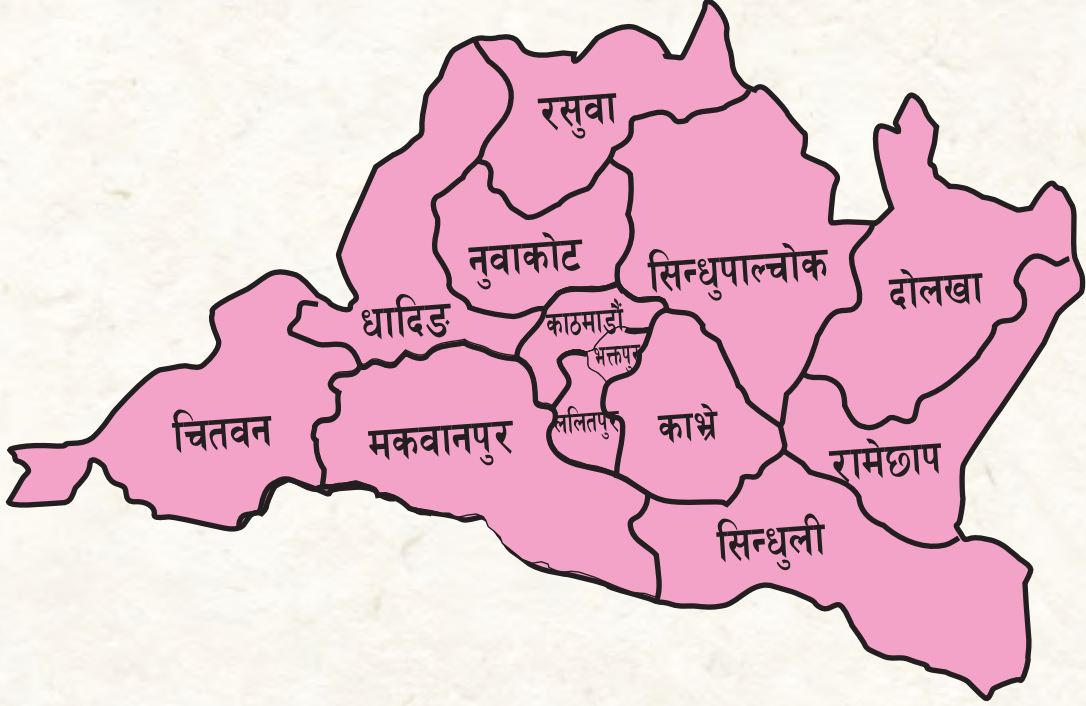 रसुवा
नुवाकोट
सिन्धुपाल्चोक
दोलखा
धादिङ
काठमाडौं
भक्तपुर
चितवन
मकवानपुर
ललितपुर
काभ्रे
रामेछाप
सिन्धुली